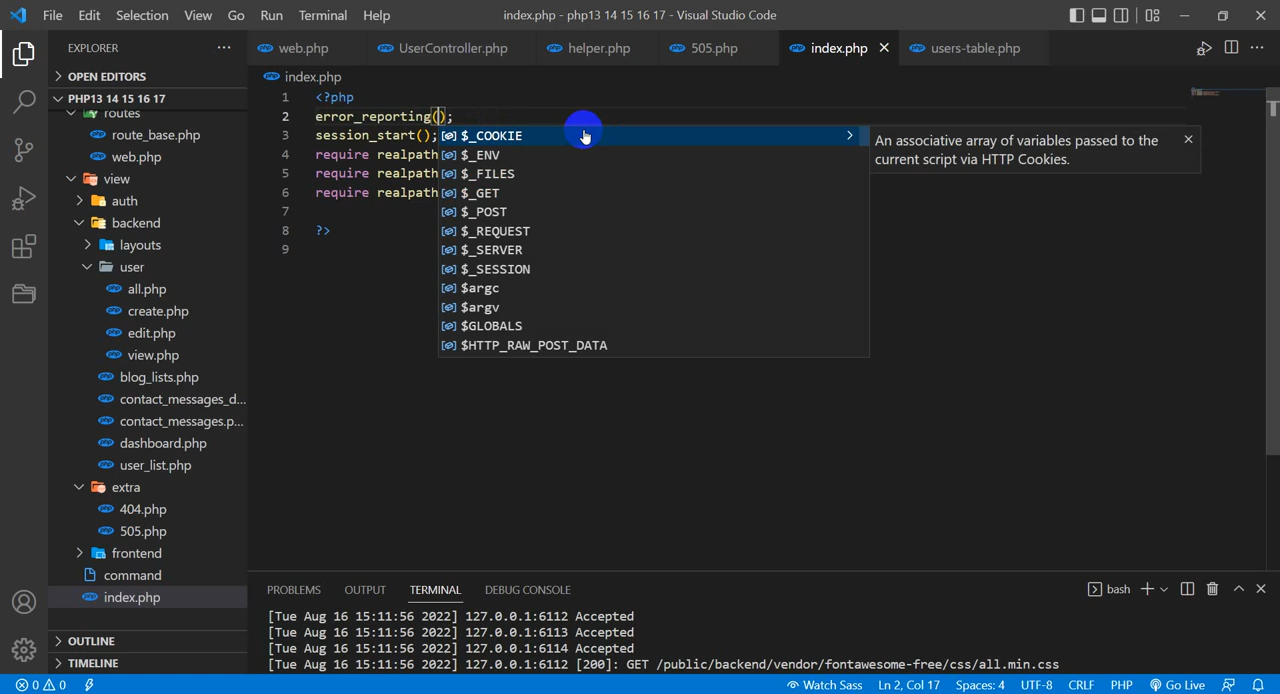 File Edit Selection View Go Run Terminal Help index.php - php13 14 15 16 17 - Visual Studio Code
EXPLORER
web.php UserController.php helper.php 505.php index.php users-table.php
OPEN EDITORS
index.php
PHP13 14 15 16 17
routes
route_base.php
web.php
view
auth
backend
layouts
user
all.php
create.php
edit.php
view.php
blog_lists.php
contact_messages_d...
contact_messages.p...
dashboard.php
user_list.php
extra
404.php
505.php
frontend
command
index.php
OUTLINE
TIMELINE
1 <?php
2 error_reporting();
3 session_start();
4 require realpath
5 require realpath
6 require realpath
7
8 ?>
9
$_COOKIE
$_ENV
$_FILES
$_GET
$_POST
$_REQUEST
$_SERVER
$_SESSION
$argc
$argv
$GLOBALS
$HTTP_RAW_POST_DATA
An associative array of variables passed to the
current script via HTTP Cookies.
PROBLEMS OUTPUT TERMINAL DEBUG CONSOLE bash
[Tue Aug 16 15:11:56 2022] 127.0.0.1:6112 Accepted
[Tue Aug 16 15:11:56 2022] 127.0.0.1:6113 Accepted
[Tue Aug 16 15:11:56 2022] 127.0.0.1:6114 Accepted
[Tue Aug 16 15:11:56 2022] 127.0.0.1:6112 [200]: GET /public/backend/vendor/fontawesome-free/css/all.min.css
0 0 Watch Sass Ln 2, Col 17 Spaces: 4 UTF-8 CRLF PHP Go Live